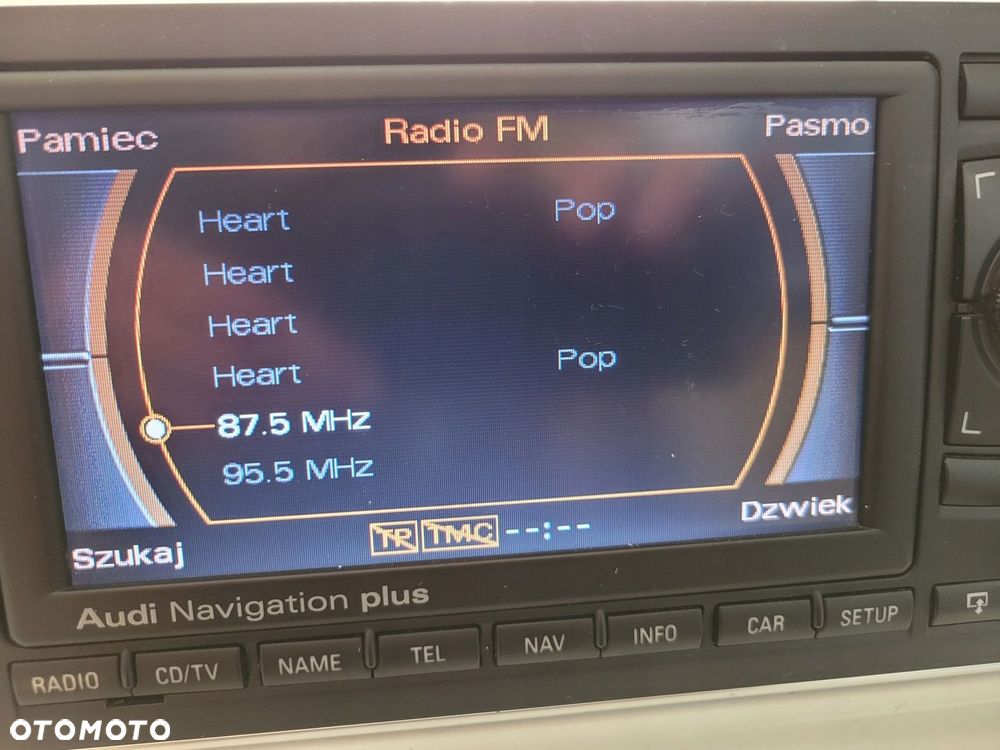 Pamiec Radio FM Pasmo
Heart Pop
Heart
Heart
Heart Pop
87.5 MHz
95.5 MHz
Szukaj TP TMC --:-- Dzwiek
Audi Navigation plus
RADIO CD/TV NAME TEL NAV INFO CAR SETUP
OTOMOTO